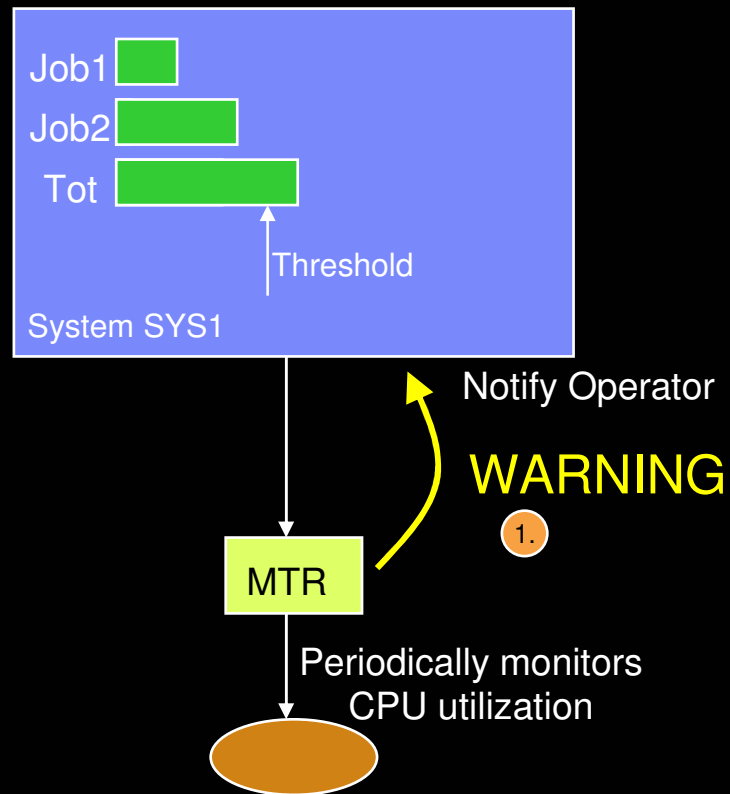 Job1
Job2
Tot
Threshold
System SYS1
Notify Operator
WARNING
1.
MTR
Periodically monitors
CPU utilization